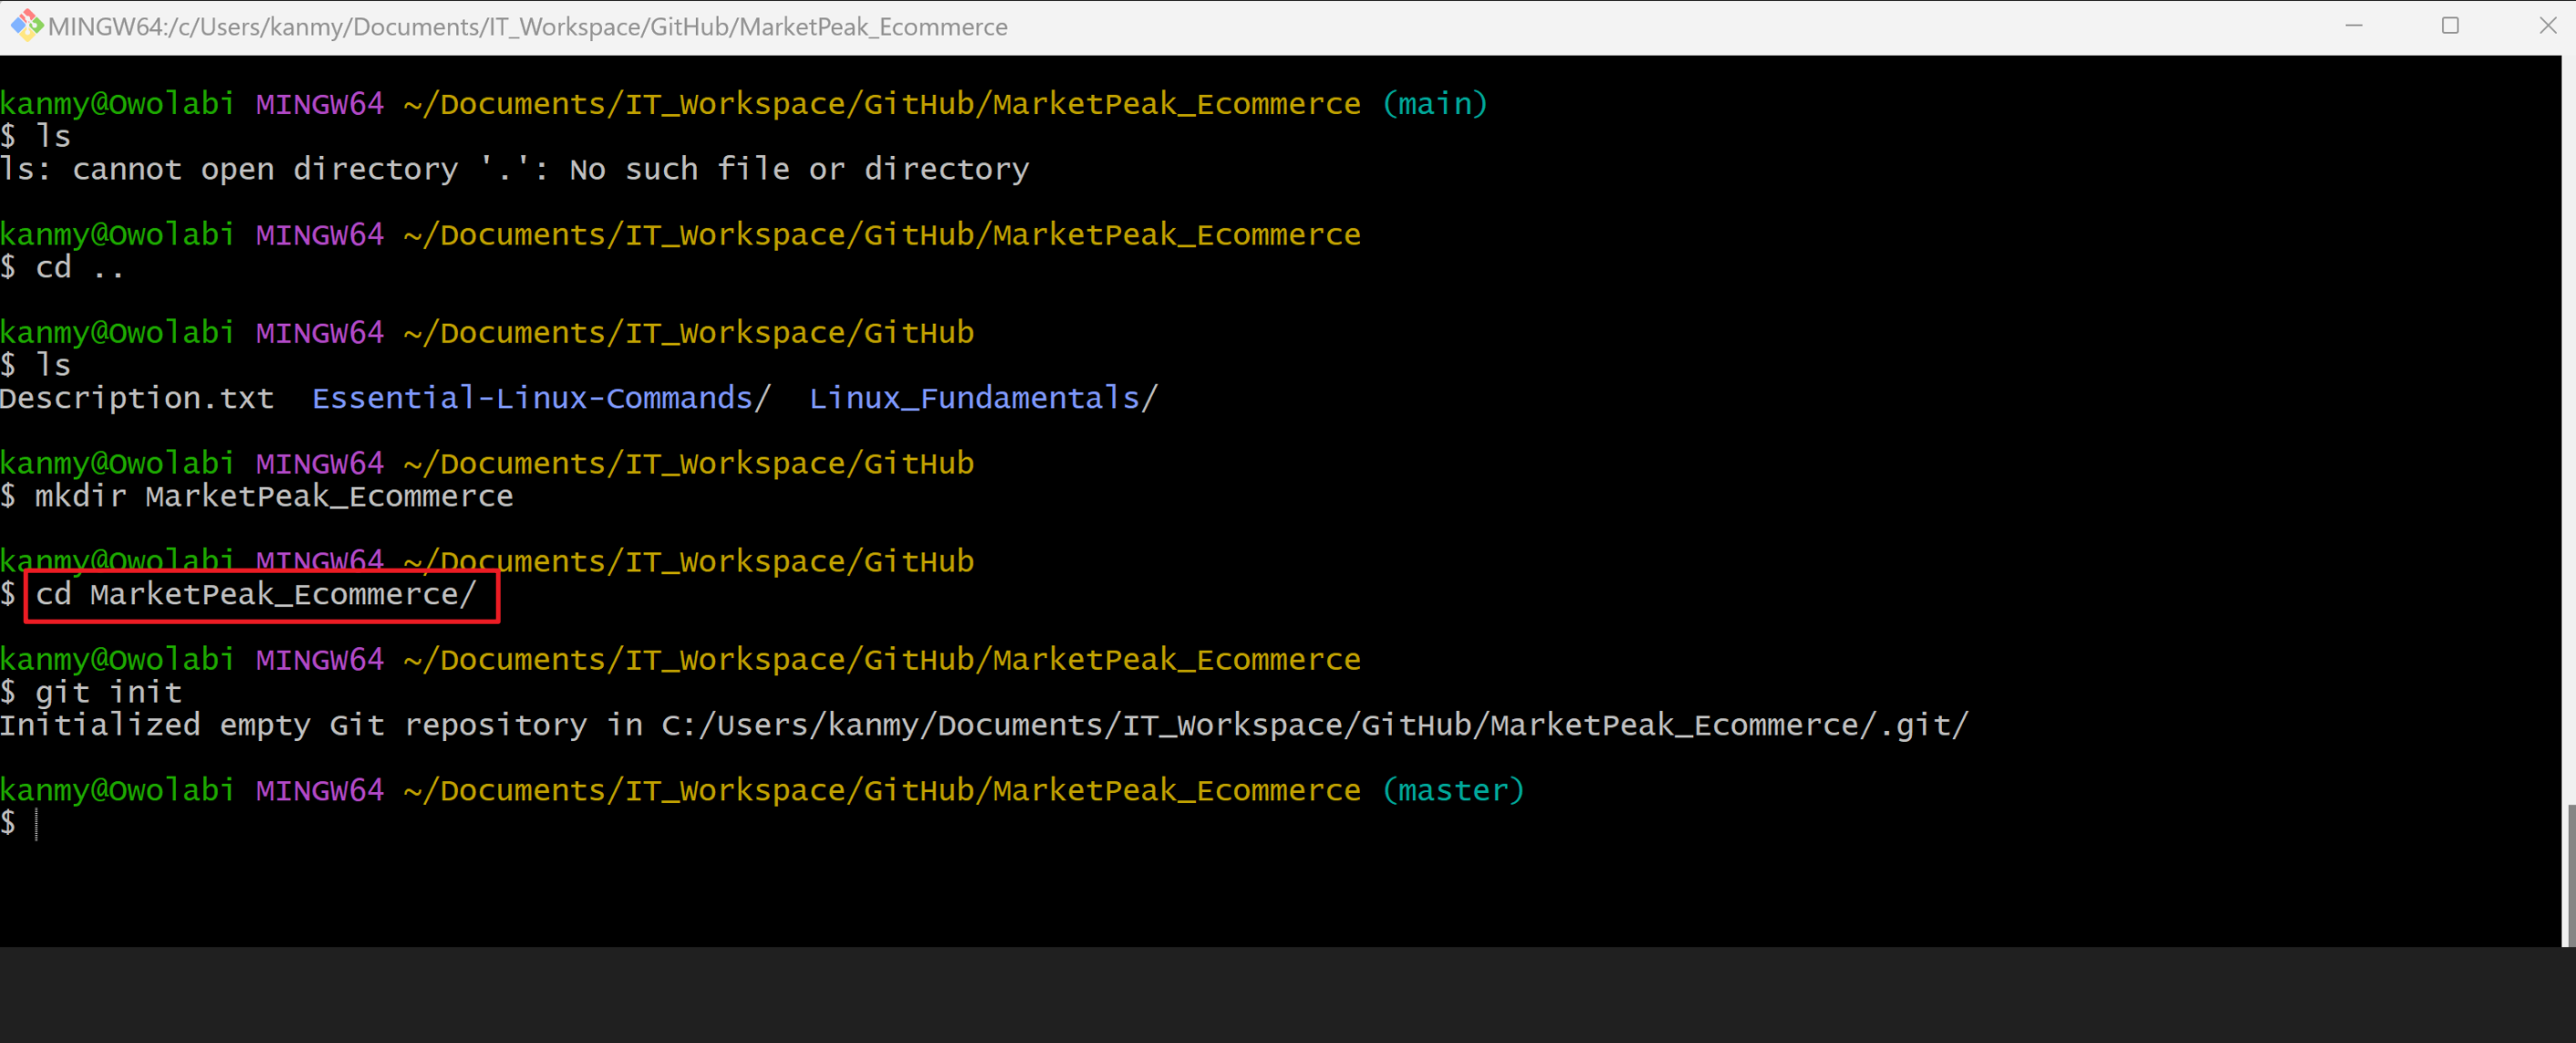 MINGW64:/c/Users/kanmy/Documents/IT_Workspace/GitHub/MarketPeak_Ecommerce
kanmy@Owolabi MINGW64 ~/Documents/IT_Workspace/GitHub/MarketPeak_Ecommerce (main)
$ ls
ls: cannot open directory '.': No such file or directory
kanmy@Owolabi MINGW64 ~/Documents/IT_Workspace/GitHub/MarketPeak_Ecommerce
$ cd ..
kanmy@Owolabi MINGW64 ~/Documents/IT_Workspace/GitHub
$ ls
Description.txt  Essential-Linux-Commands/  Linux_Fundamentals/
kanmy@Owolabi MINGW64 ~/Documents/IT_Workspace/GitHub
$ mkdir MarketPeak_Ecommerce
kanmy@Owolabi MINGW64 ~/Documents/IT_Workspace/GitHub
$ cd MarketPeak_Ecommerce/
kanmy@Owolabi MINGW64 ~/Documents/IT_Workspace/GitHub/MarketPeak_Ecommerce
$ git init
Initialized empty Git repository in C:/Users/kanmy/Documents/IT_Workspace/GitHub/MarketPeak_Ecommerce/.git/
kanmy@Owolabi MINGW64 ~/Documents/IT_Workspace/GitHub/MarketPeak_Ecommerce (master)
$